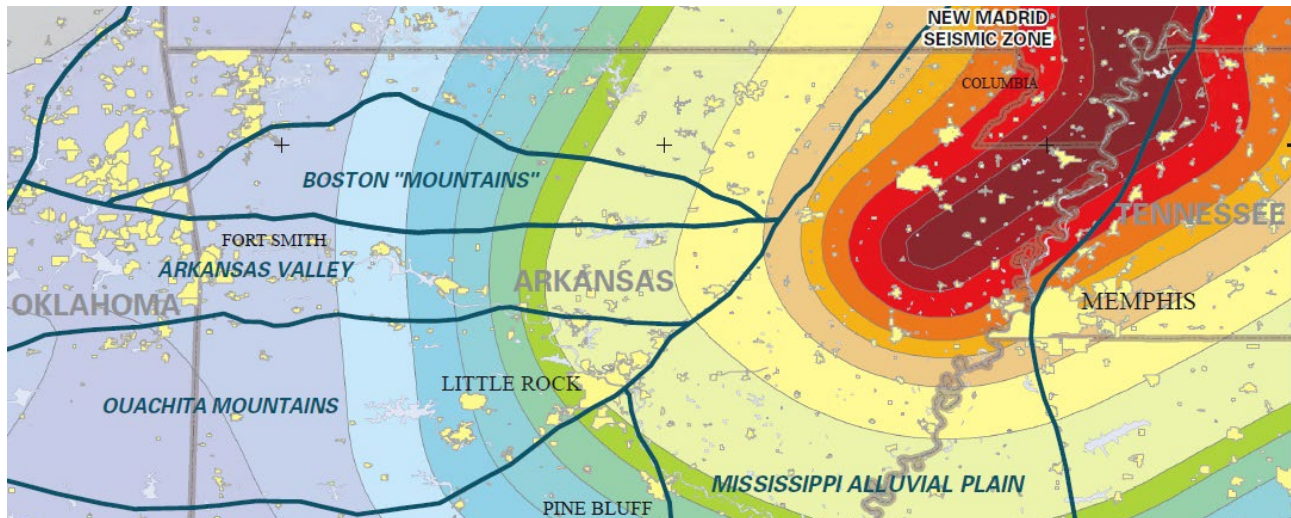 NEW MADRID
SEISMIC ZONE
COLUMBIA
BOSTON "MOUNTAINS"
TENNESSEE
FORT SMITH
ARKANSAS VALLEY
ARKANSAS
OKLAHOMA
MEMPHIS
LITTLE ROCK
OUACHITA MOUNTAINS
MISSISSIPPI ALLUVIAL PLAIN
PINE BLUFF